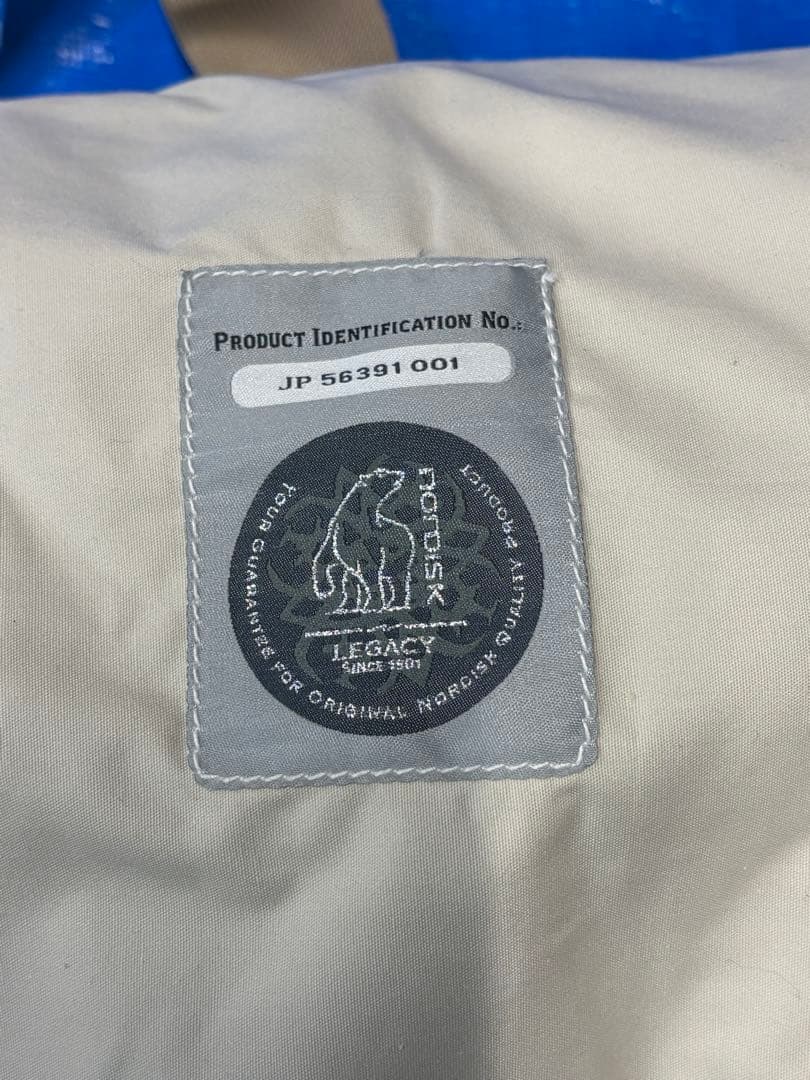 PRODUCT IDENTIFICATION NO.:
JP 56391 001
nordisk
LEGACY
SINCE 1901
YOUR GUARANTEE FOR ORIGINAL NORDISK QUALITY PRODUCT